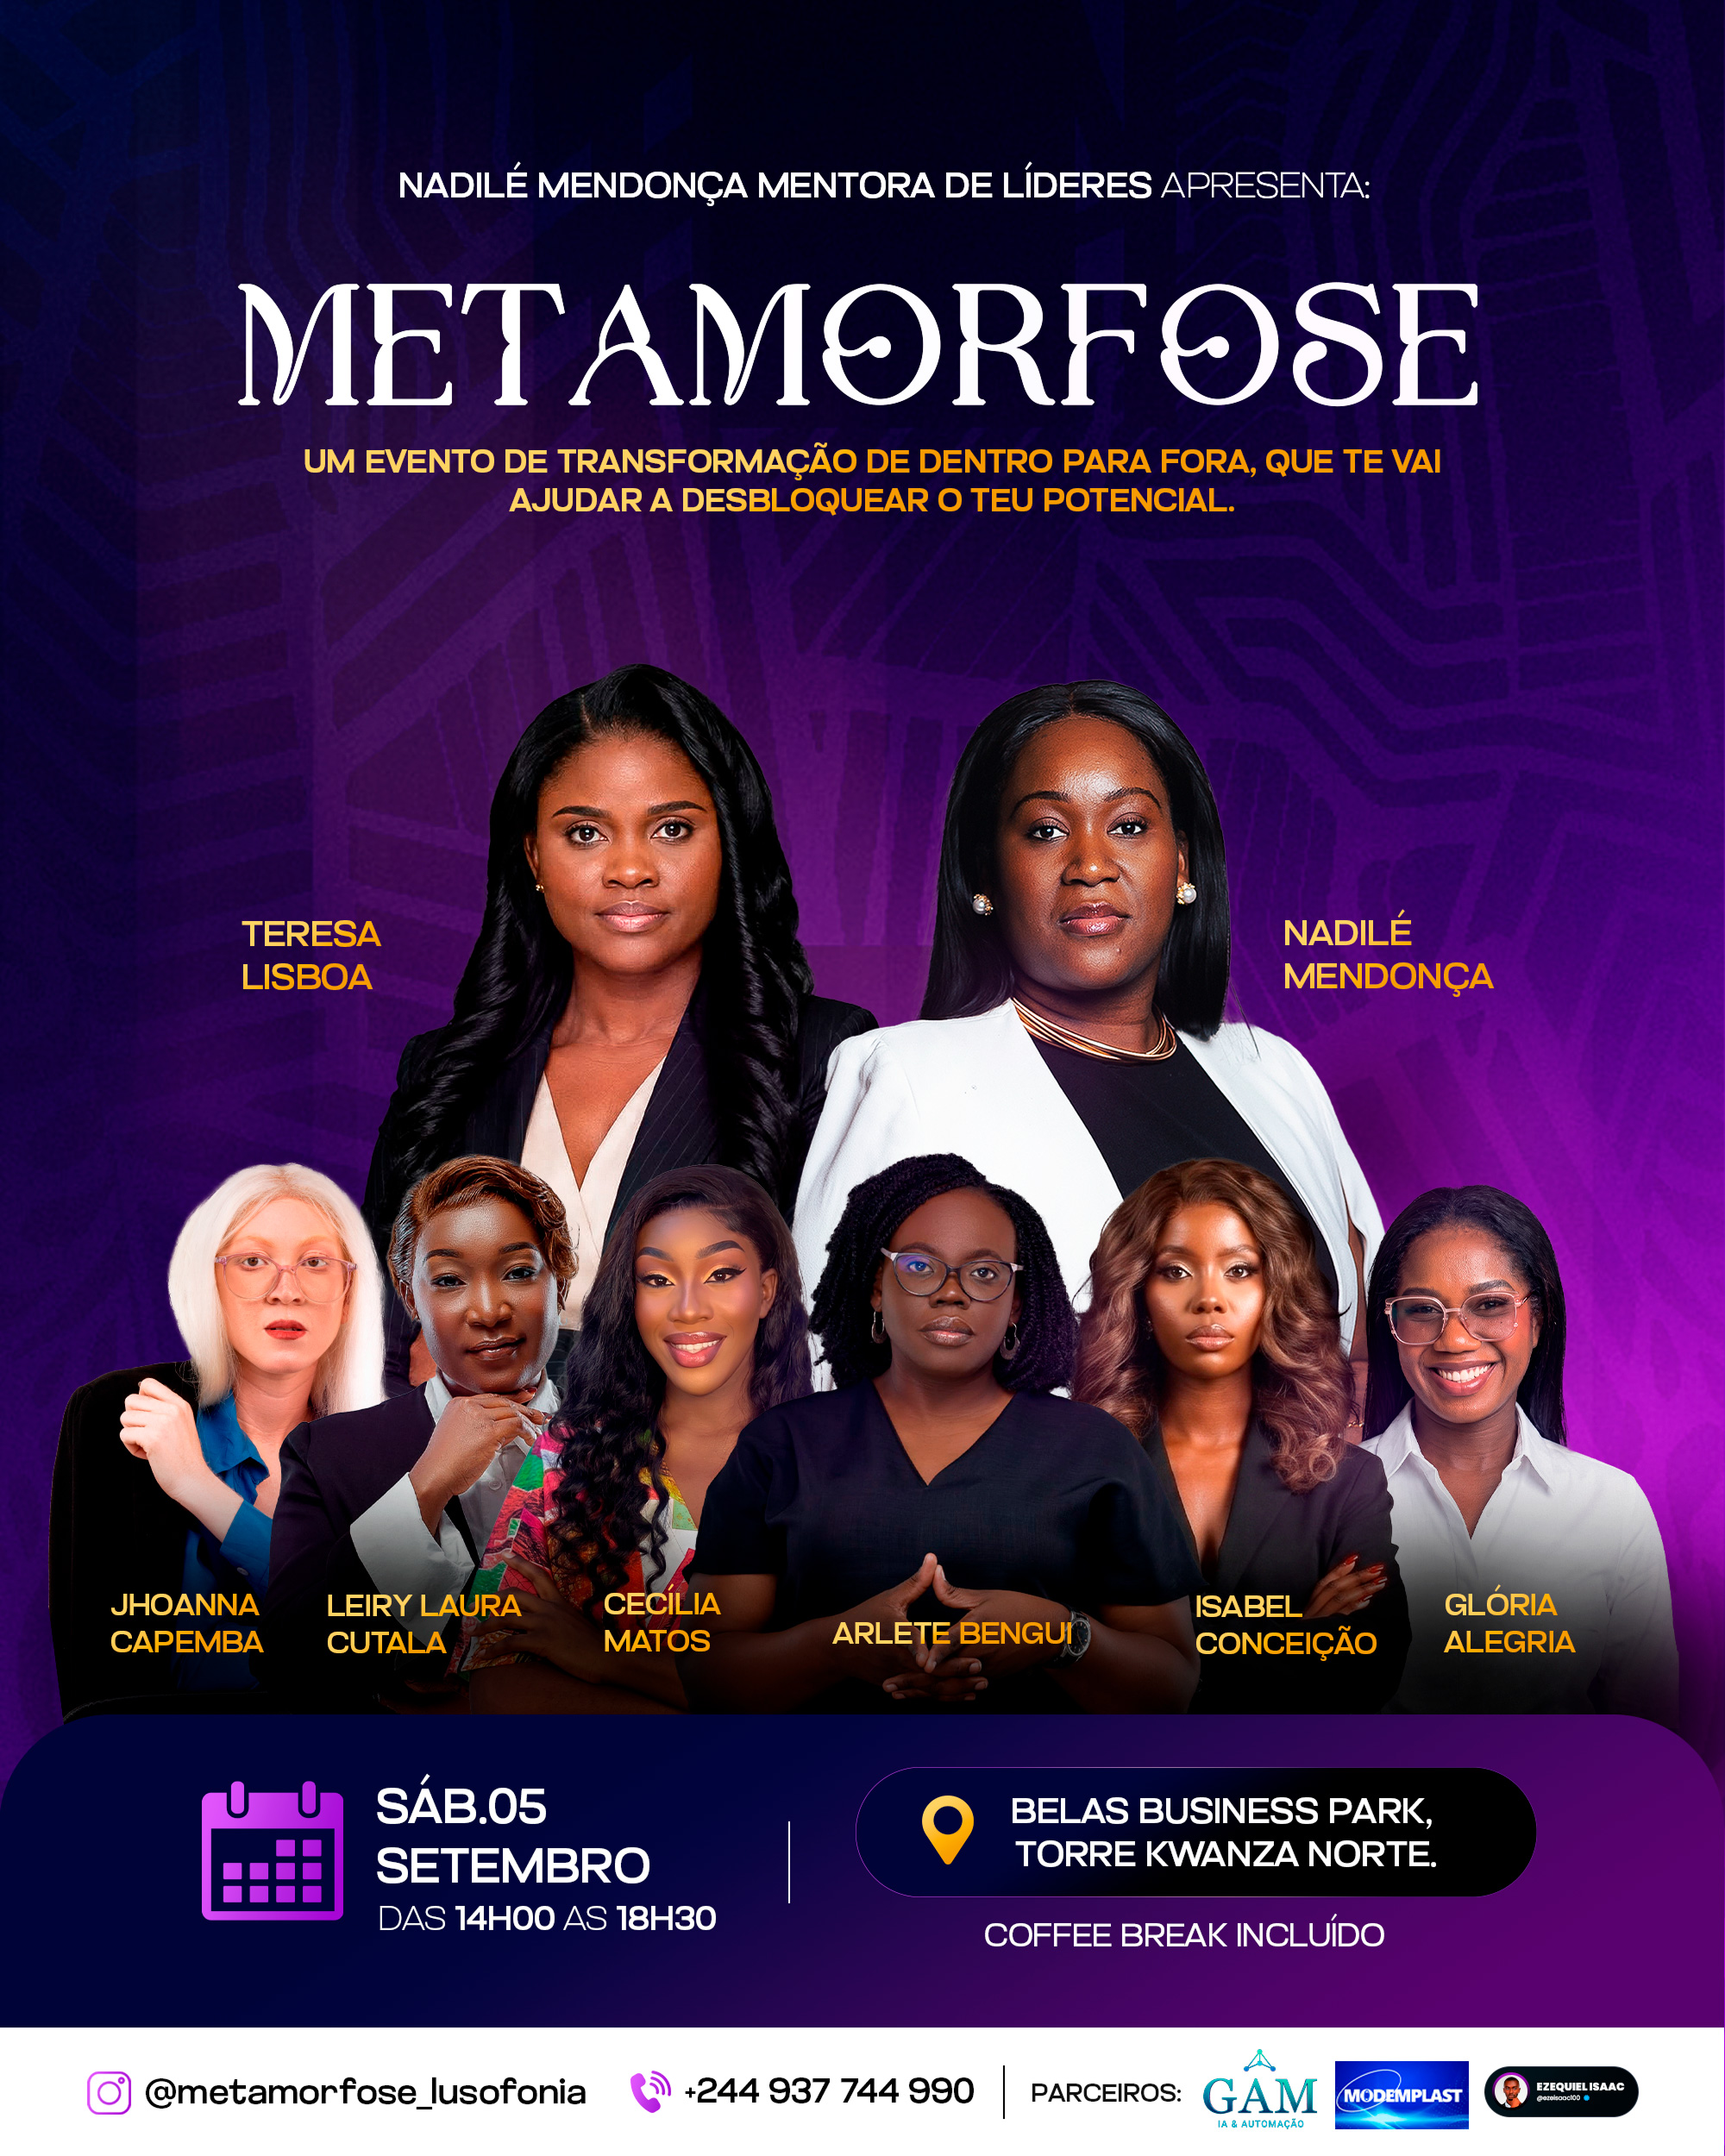 NADILÉ MENDONÇA MENTORA DE LÍDERES APRESENTA:
METAMORFOSE
UM EVENTO DE TRANSFORMAÇÃO DE DENTRO PARA FORA, QUE TE VAI
AJUDAR A DESBLOQUEAR O TEU POTENCIAL.
TERESA
LISBOA
NADILÉ
MENDONÇA
JHOANNA
CAPEMBA
LEIRY LAURA
CUTALA
CECÍLIA
MATOS
ARLETE BENGUI
ISABEL
CONCEIÇÃO
GLÓRIA
ALEGRIA
SÁB.05
SETEMBRO
DAS 14H00 AS 18H30
BELAS BUSINESS PARK,
TORRE KWANZA NORTE.
COFFEE BREAK INCLUÍDO
@metamorfose_lusofonia
+244 937 744 990
PARCEIROS:
GAM
IA & AUTOMAÇÃO
MODEMPLAST
EZEQUIEL ISAAC
@ezeisaac100